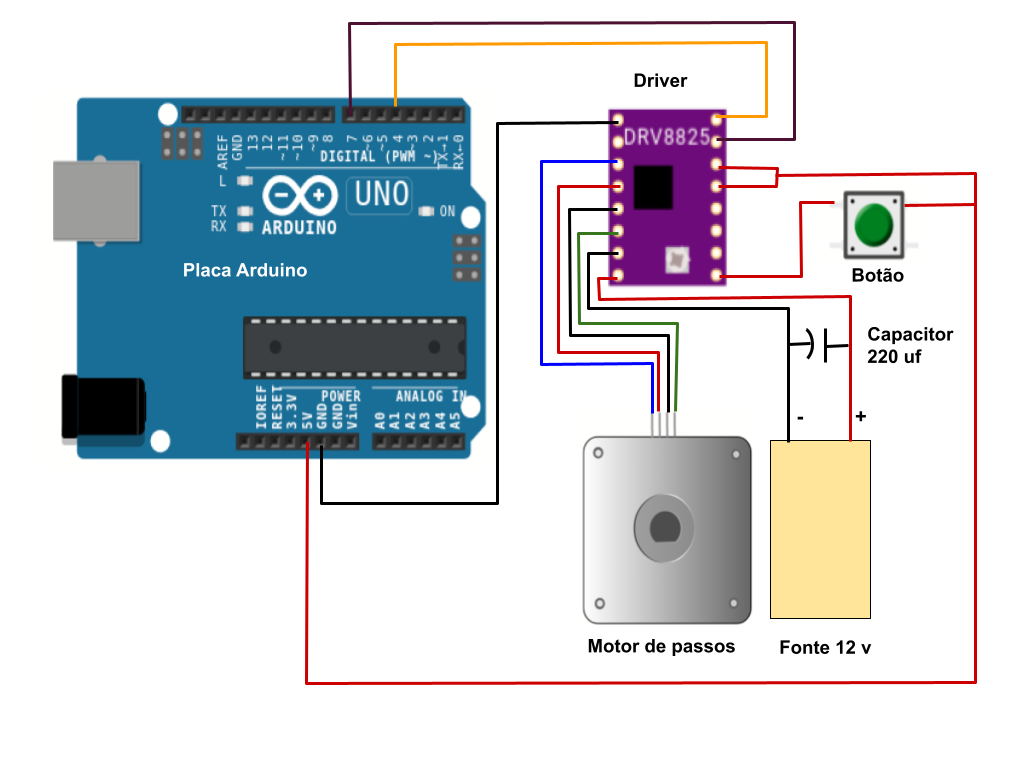 Driver
DRV8825
AREF
GND
13
12
~11
~10
~9
8
7
~6
~5
4
~3
2
TX→1
RX←0
DIGITAL (PWM ~)
L
TX
RX
UNO
ON
ARDUINO
Placa Arduino
Botão
Capacitor
220 uf
- +
IOREF
RESET
3.3V
5V
GND
GND
Vin
POWER
ANALOG IN
A0
A1
A2
A3
A4
A5
Motor de passos
Fonte 12 v